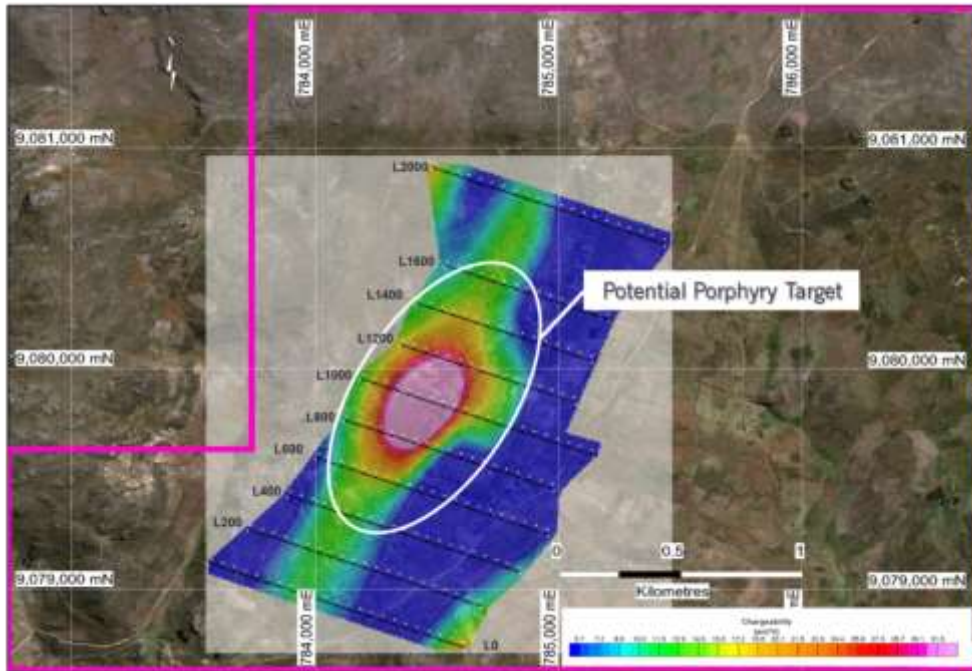 784,000 mE
785,000 mE
786,000 mE
9,081,000 mN
9,081,000 mN
L2000
L1600
L1400
L1200
L1000
L800
L600
L400
L200
L0
Potential Porphyry Target
9,080,000 mN
9,080,000 mN
9,079,000 mN
9,079,000 mN
784,000 mE
785,000 mE
0
0.5
1
Kilometres
Chargeability